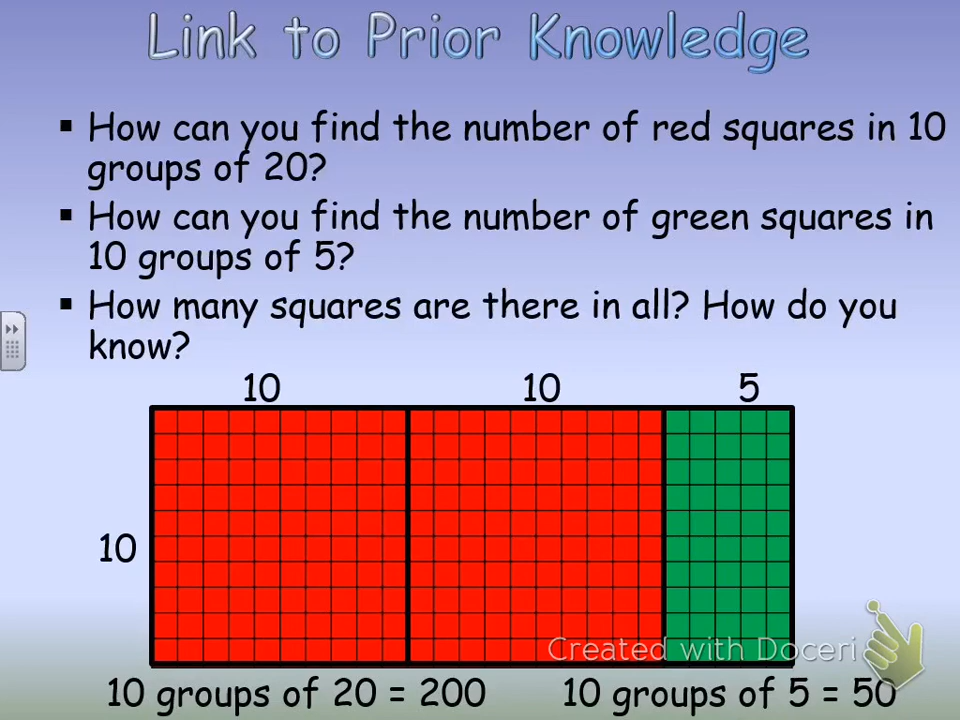 Link to Prior Knowledge
▪ How can you find the number of red squares in 10
groups of 20?
▪ How can you find the number of green squares in
10 groups of 5?
▪ How many squares are there in all? How do you
know?
10 10 5
10
Created with Doceri
10 groups of 20 = 200 10 groups of 5 = 50